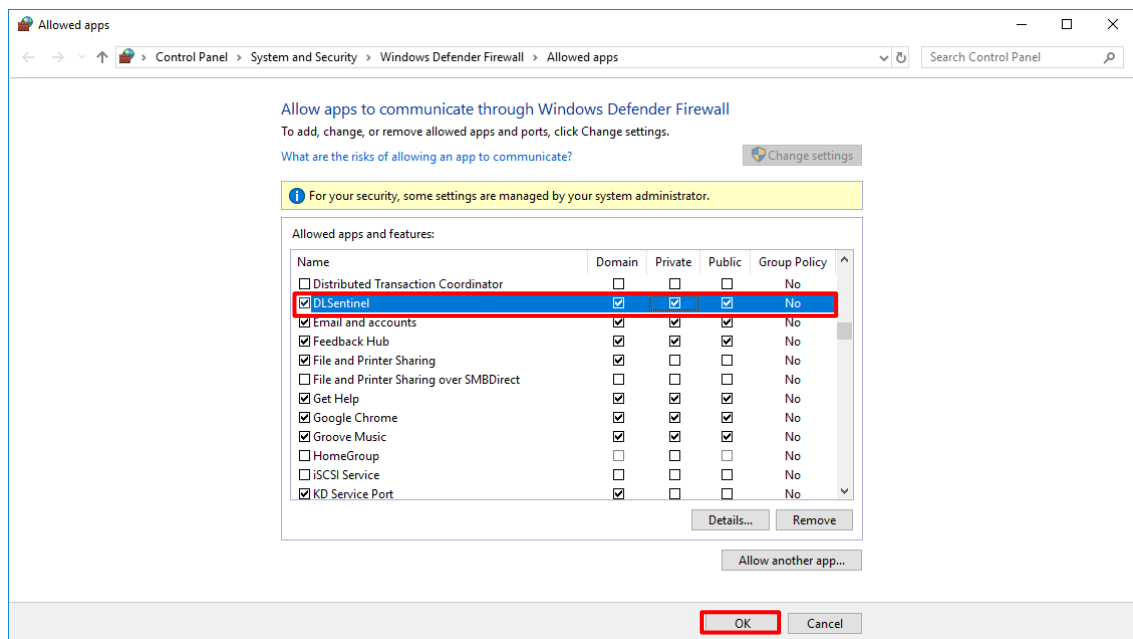 Allowed apps
Control Panel > System and Security > Windows Defender Firewall > Allowed apps
Search Control Panel
Allow apps to communicate through Windows Defender Firewall
To add, change, or remove allowed apps and ports, click Change settings.
What are the risks of allowing an app to communicate?
Change settings
For your security, some settings are managed by your system administrator.
Allowed apps and features:
Name Domain Private Public Group Policy
Distributed Transaction Coordinator No
DLSentinel No
Email and accounts No
Feedback Hub No
File and Printer Sharing No
File and Printer Sharing over SMBDirect No
Get Help No
Google Chrome No
Groove Music No
HomeGroup No
iSCSI Service No
KD Service Port No
Details... Remove
Allow another app...
OK Cancel